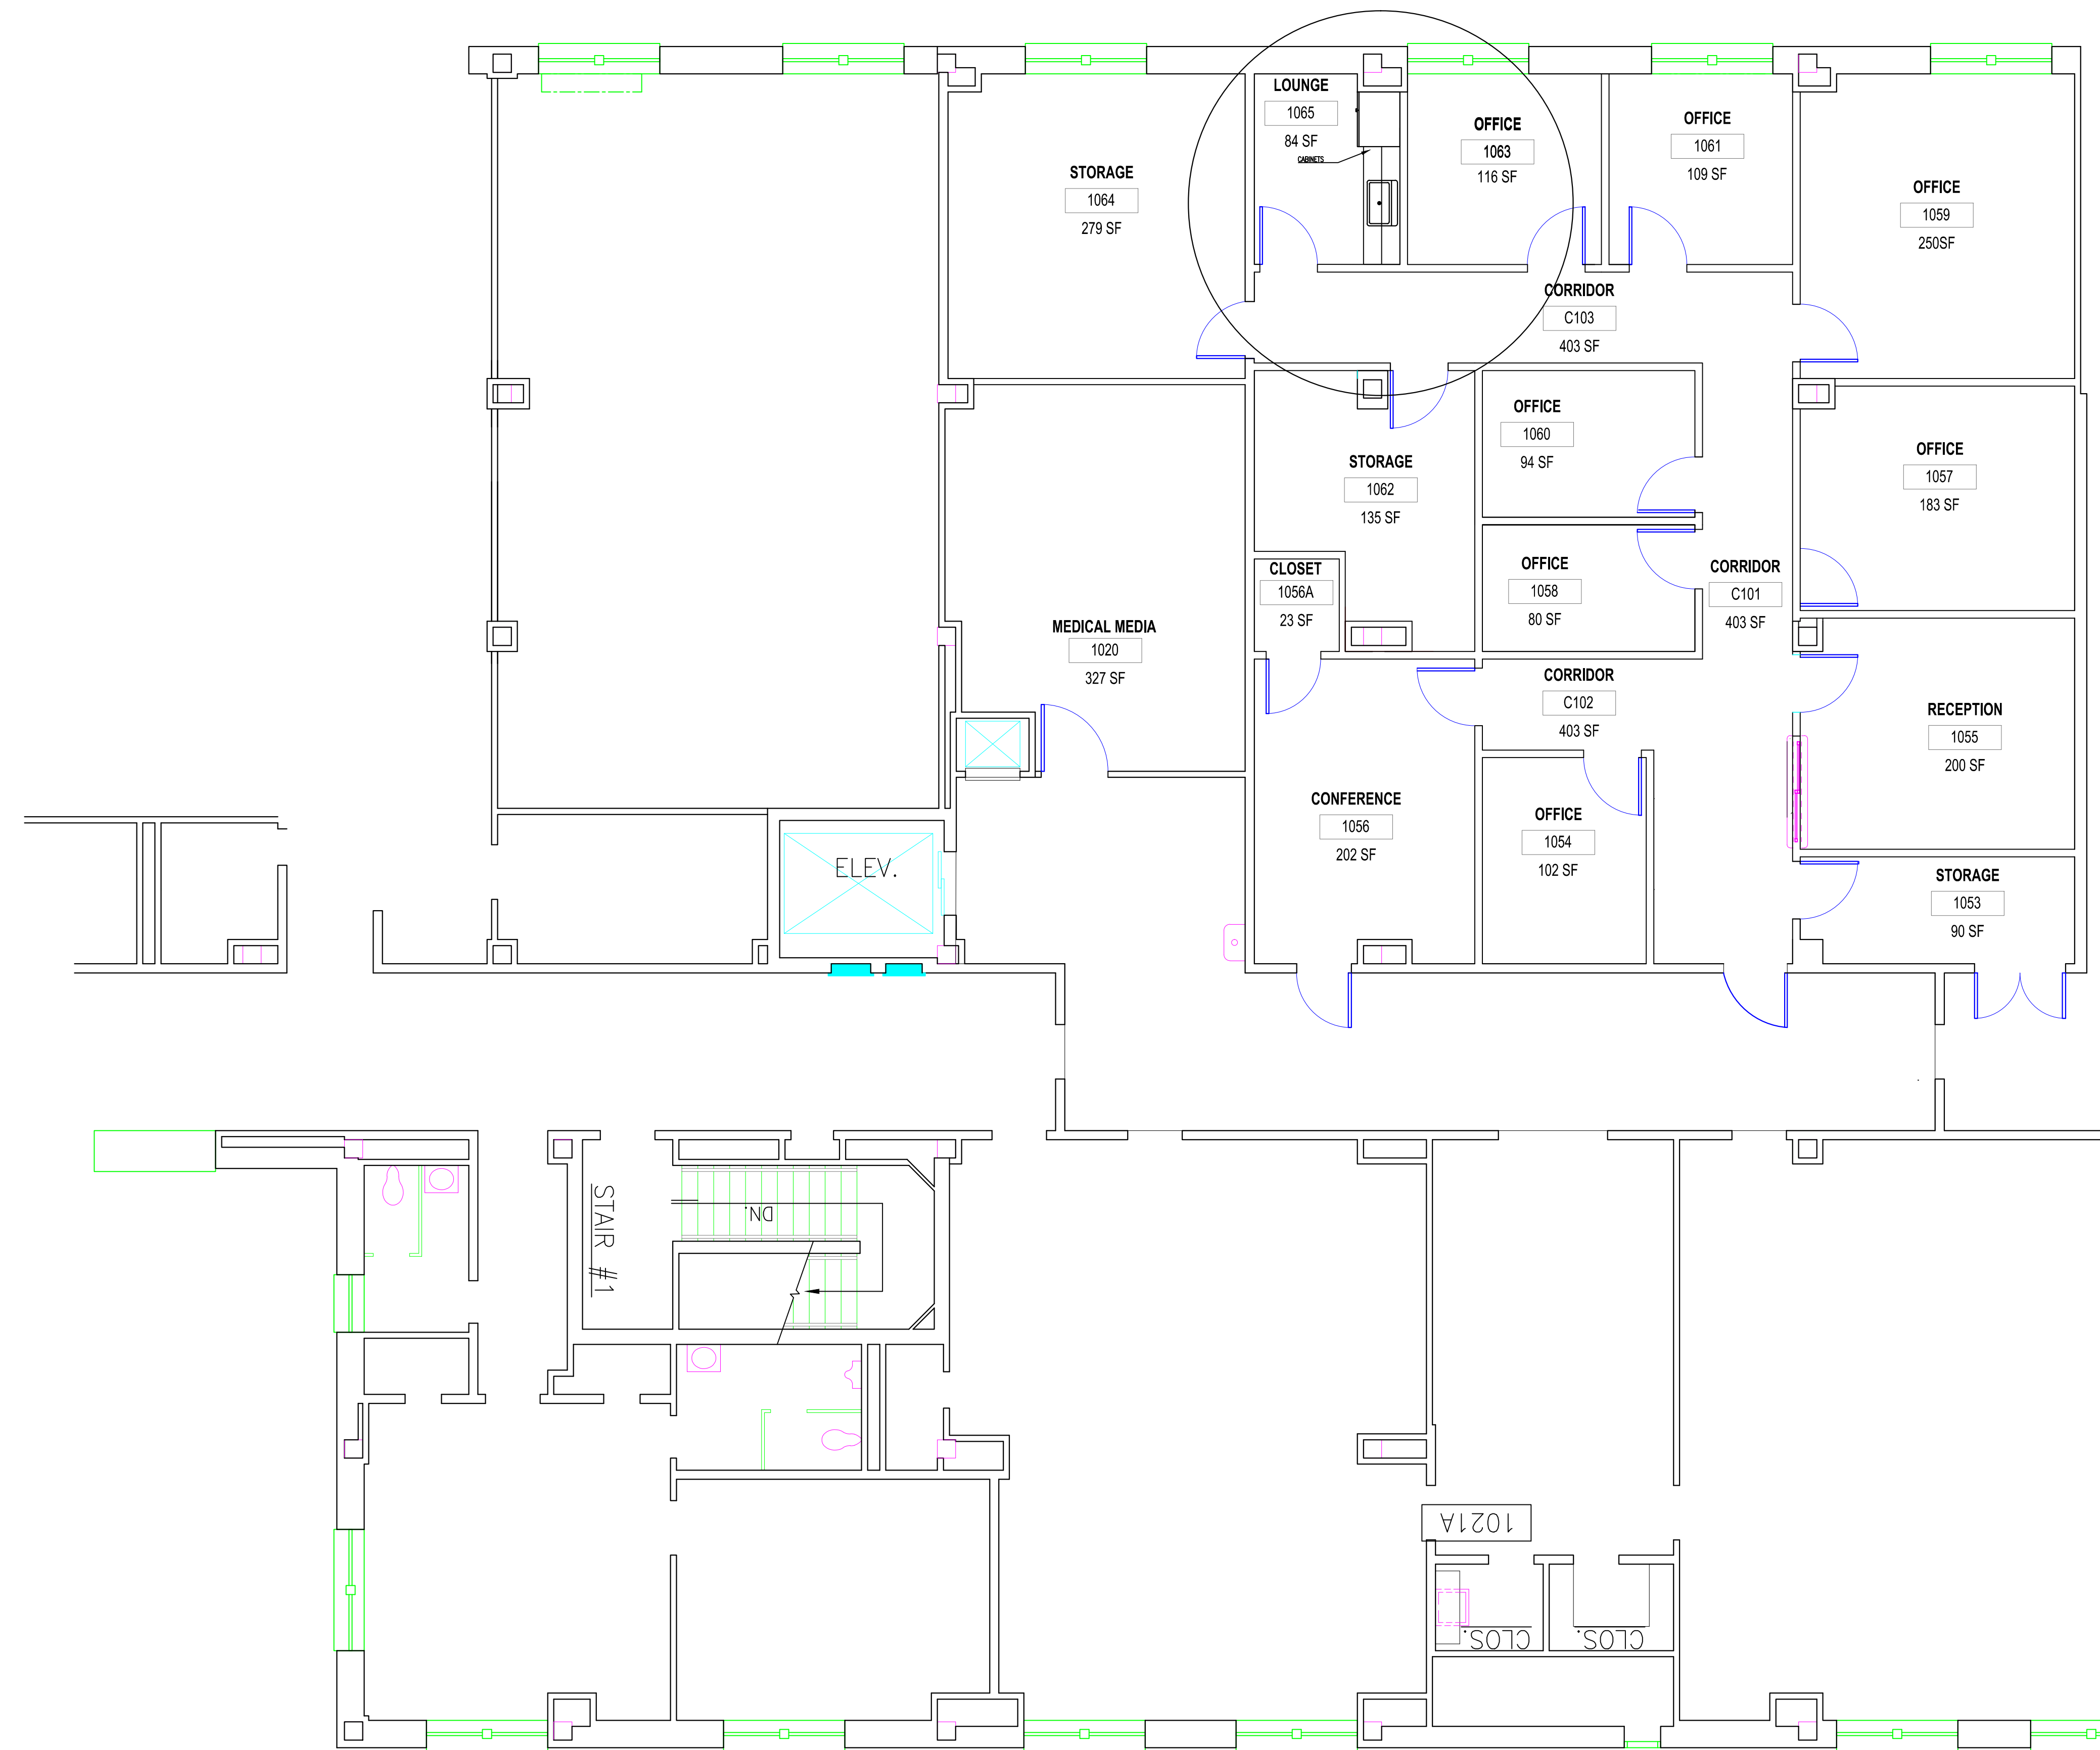 LOUNGE
1065
84 SF
CABINETS
OFFICE
1063
116 SF
OFFICE
1061
109 SF
STORAGE
1064
279 SF
OFFICE
1059
250SF
CORRIDOR
C103
403 SF
OFFICE
1060
94 SF
STORAGE
1062
135 SF
OFFICE
1057
183 SF
CLOSET
1056A
23 SF
OFFICE
1058
80 SF
CORRIDOR
C101
403 SF
MEDICAL MEDIA
1020
327 SF
CORRIDOR
C102
403 SF
RECEPTION
1055
200 SF
CONFERENCE
1056
202 SF
OFFICE
1054
102 SF
ELEV.
STORAGE
1053
90 SF
STAIR #1
DN.
1021A
CLOS.
CLOS.